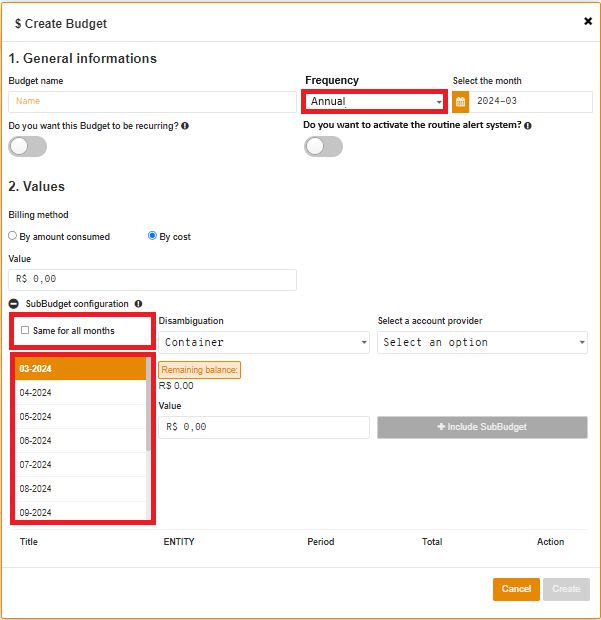 $ Create Budget
1. General informations
Budget name
Frequency
Select the month
Name
Annual
2024-03
Do you want this Budget to be recurring?
Do you want to activate the routine alert system?
2. Values
Billing method
By amount consumed
By cost
Value
R$ 0,00
SubBudget configuration
Same for all months
Disambiguation
Select a account provider
Container
Select an option
03-2024
04-2024
05-2024
06-2024
07-2024
08-2024
09-2024
Remaining balance:
R$ 0,00
Value
R$ 0,00
+ Include SubBudget
Title
ENTITY
Period
Total
Action
Cancel
Create